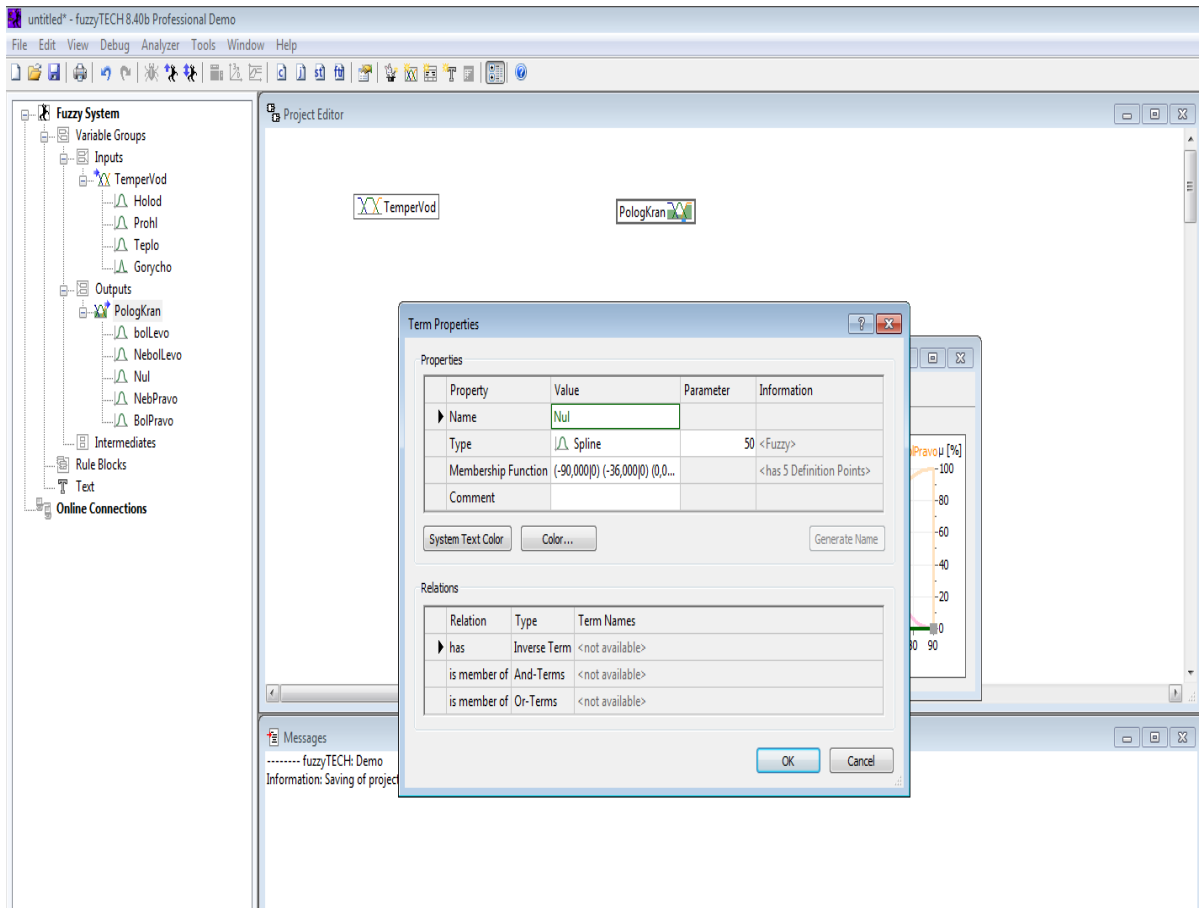 untitled* - fuzzyTECH 8.40b Professional Demo
File Edit View Debug Analyzer Tools Window Help
Fuzzy System
Variable Groups
Inputs
TemperVod
Holod
Prohl
Teplo
Gorycho
Outputs
PologKran
bolLevo
NebolLevo
Nul
NebPravo
BolPravo
Intermediates
Rule Blocks
Text
Online Connections
Project Editor
TemperVod
PologKran
Term Properties
Properties
Property Value Parameter Information
Name Nul
Type Spline 50 <Fuzzy>
Membership Function (-90,000|0) (-36,000|0) (0,0... <has 5 Definition Points>
Comment
System Text Color Color... Generate Name
Relations
Relation Type Term Names
has Inverse Term <not available>
is member of And-Terms <not available>
is member of Or-Terms <not available>
OK Cancel
µ [%]
100
80
60
40
20
0
90
Messages
-------- fuzzyTECH: Demo
Information: Saving of project